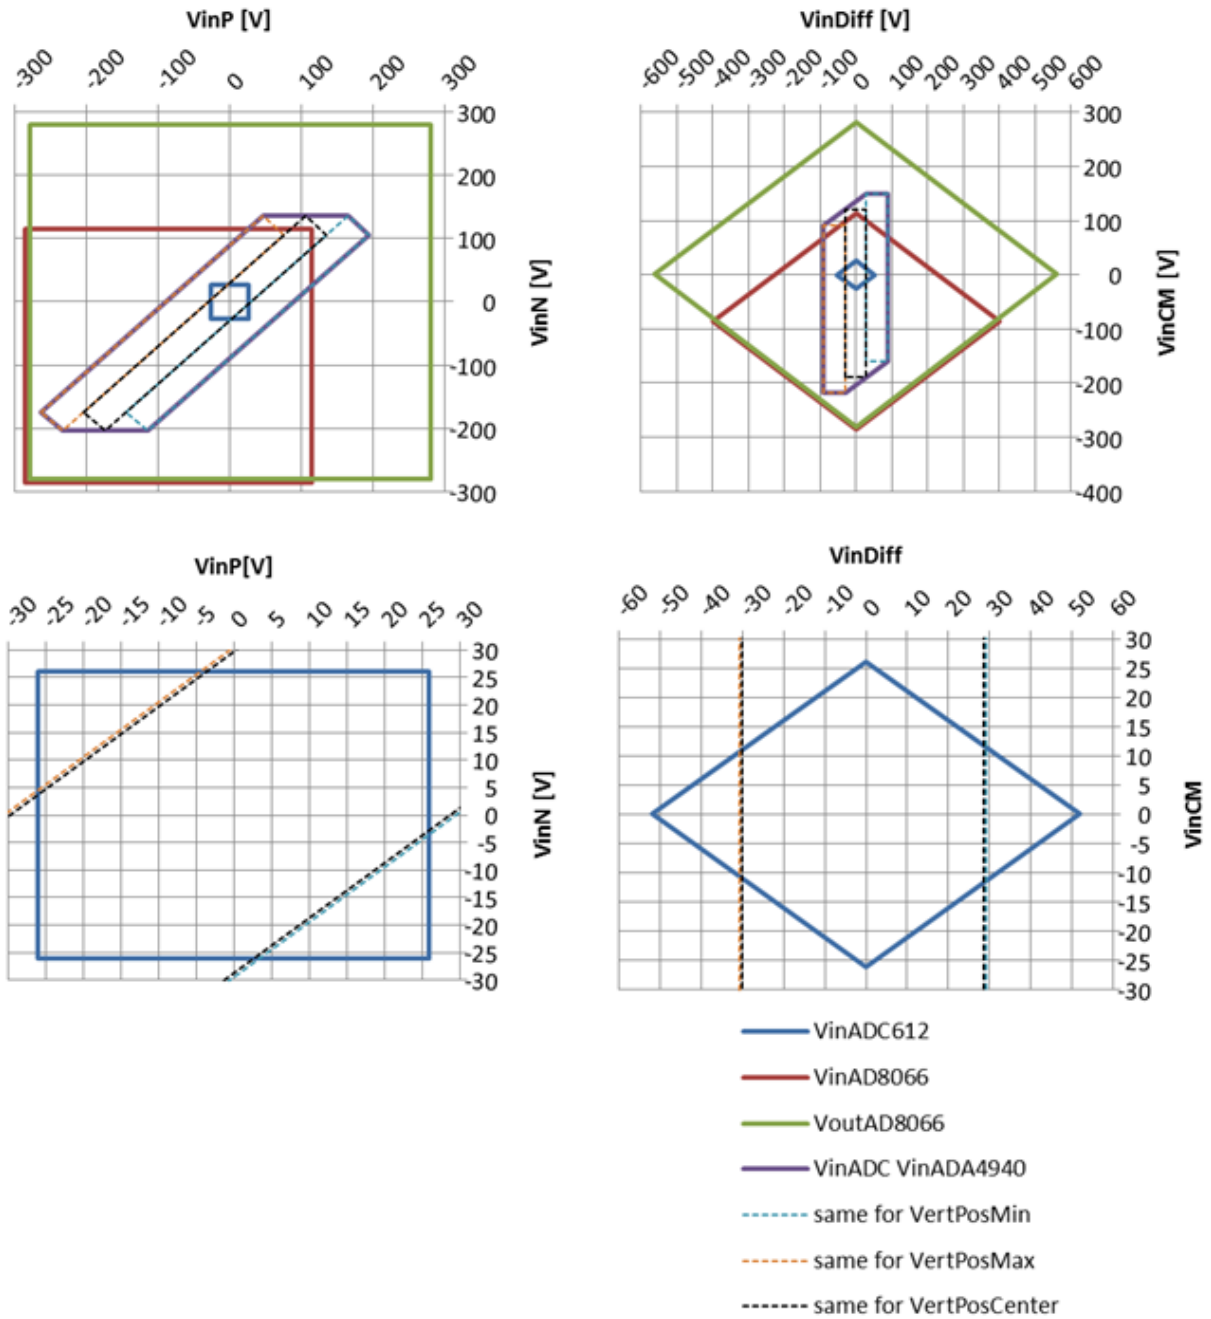 VinP [V]
-300 -200 -100 0 100 200 300
300
200
100
0
-100
-200
-300
VinN [V]
VinDiff [V]
-600 -500 -400 -300 -200 -100 0 100 200 300 400 500 600
300
200
100
0
-100
-200
-300
-400
VinCM [V]
VinP[V]
-30 -25 -20 -15 -10 -5 0 5 10 15 20 25 30
30
25
20
15
10
5
0
-5
-10
-15
-20
-25
-30
VinN [V]
VinDiff
-60 -50 -40 -30 -20 -10 0 10 20 30 40 50 60
30
25
20
15
10
5
0
-5
-10
-15
-20
-25
-30
VinCM
VinADC612
VinAD8066
VoutAD8066
VinADC VinADA4940
same for VertPosMin
same for VertPosMax
same for VertPosCenter